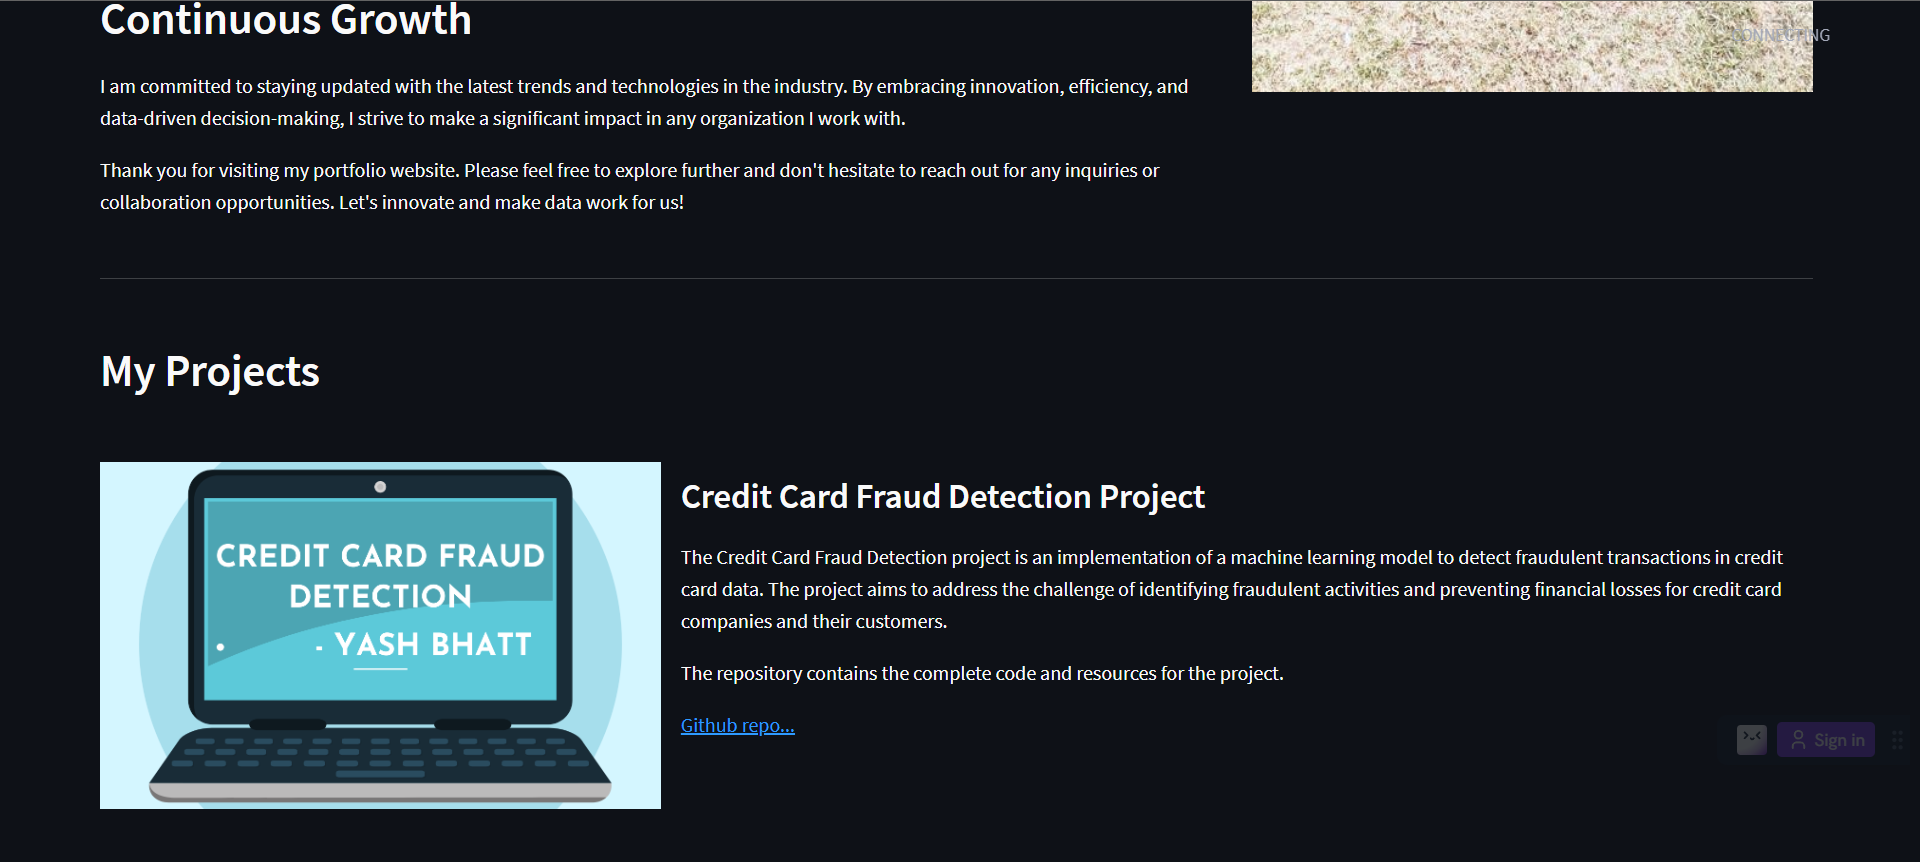 Continuous Growth
CONNECTING
I am committed to staying updated with the latest trends and technologies in the industry. By embracing innovation, efficiency, and
data-driven decision-making, I strive to make a significant impact in any organization I work with.
Thank you for visiting my portfolio website. Please feel free to explore further and don't hesitate to reach out for any inquiries or
collaboration opportunities. Let's innovate and make data work for us!
My Projects
CREDIT CARD FRAUD
DETECTION
- YASH BHATT
Credit Card Fraud Detection Project
The Credit Card Fraud Detection project is an implementation of a machine learning model to detect fraudulent transactions in credit
card data. The project aims to address the challenge of identifying fraudulent activities and preventing financial losses for credit card
companies and their customers.
The repository contains the complete code and resources for the project.
Github repo...
Sign in